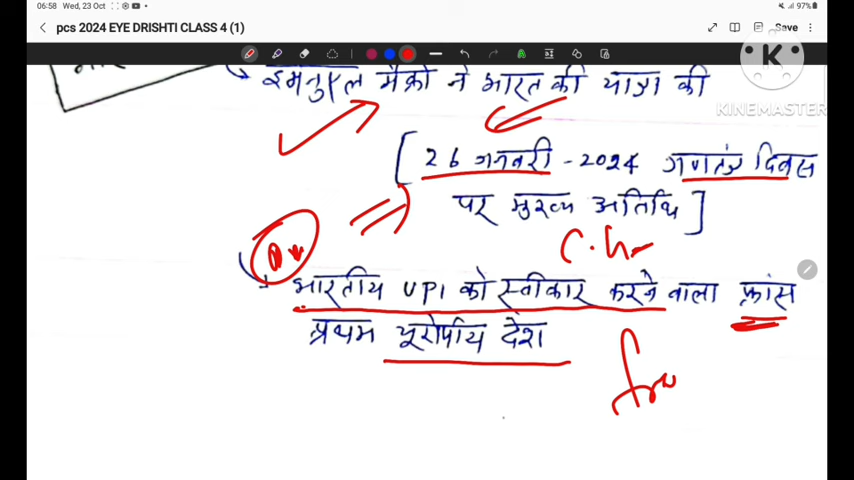 06:58 Wed, 23 Oct
97%
pcs 2024 EYE DRISHTI CLASS 4 (1)
Save
KINEMASTER
इमनुएल मैक्रो ने भारत की यात्रा की
[ 26 जनवरी - 2024 गणतंत्र दिवस
पर मुख्य अतिथि ]
भारतीय UPI को स्वीकार करने वाला फ्रांस
प्रथम यूरोपीय देश